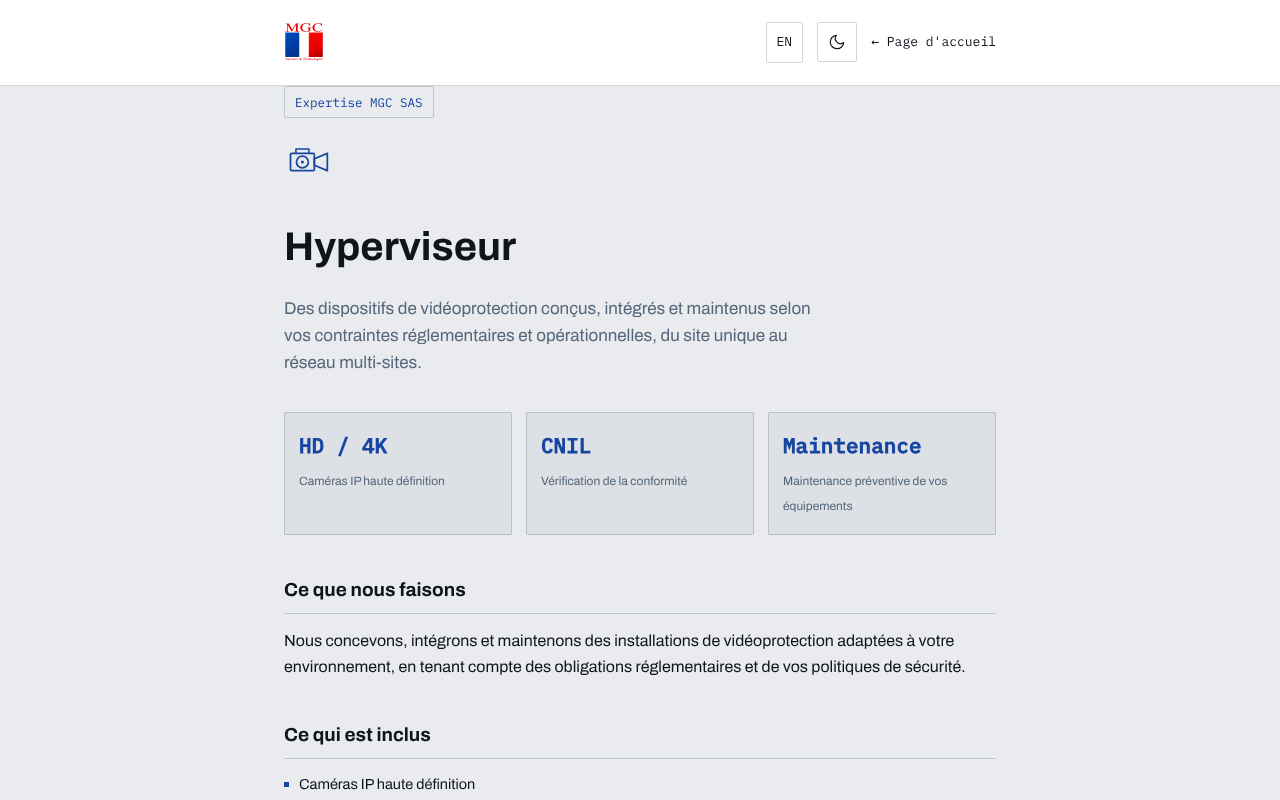 MGC
EN
← Page d'accueil
Expertise MGC SAS
Hyperviseur
Des dispositifs de vidéoprotection conçus, intégrés et maintenus selon
vos contraintes réglementaires et opérationnelles, du site unique au
réseau multi-sites.
HD / 4K
Caméras IP haute définition
CNIL
Vérification de la conformité
Maintenance
Maintenance préventive de vos
équipements
Ce que nous faisons
Nous concevons, intégrons et maintenons des installations de vidéoprotection adaptées à votre
environnement, en tenant compte des obligations réglementaires et de vos politiques de sécurité.
Ce qui est inclus
Caméras IP haute définition